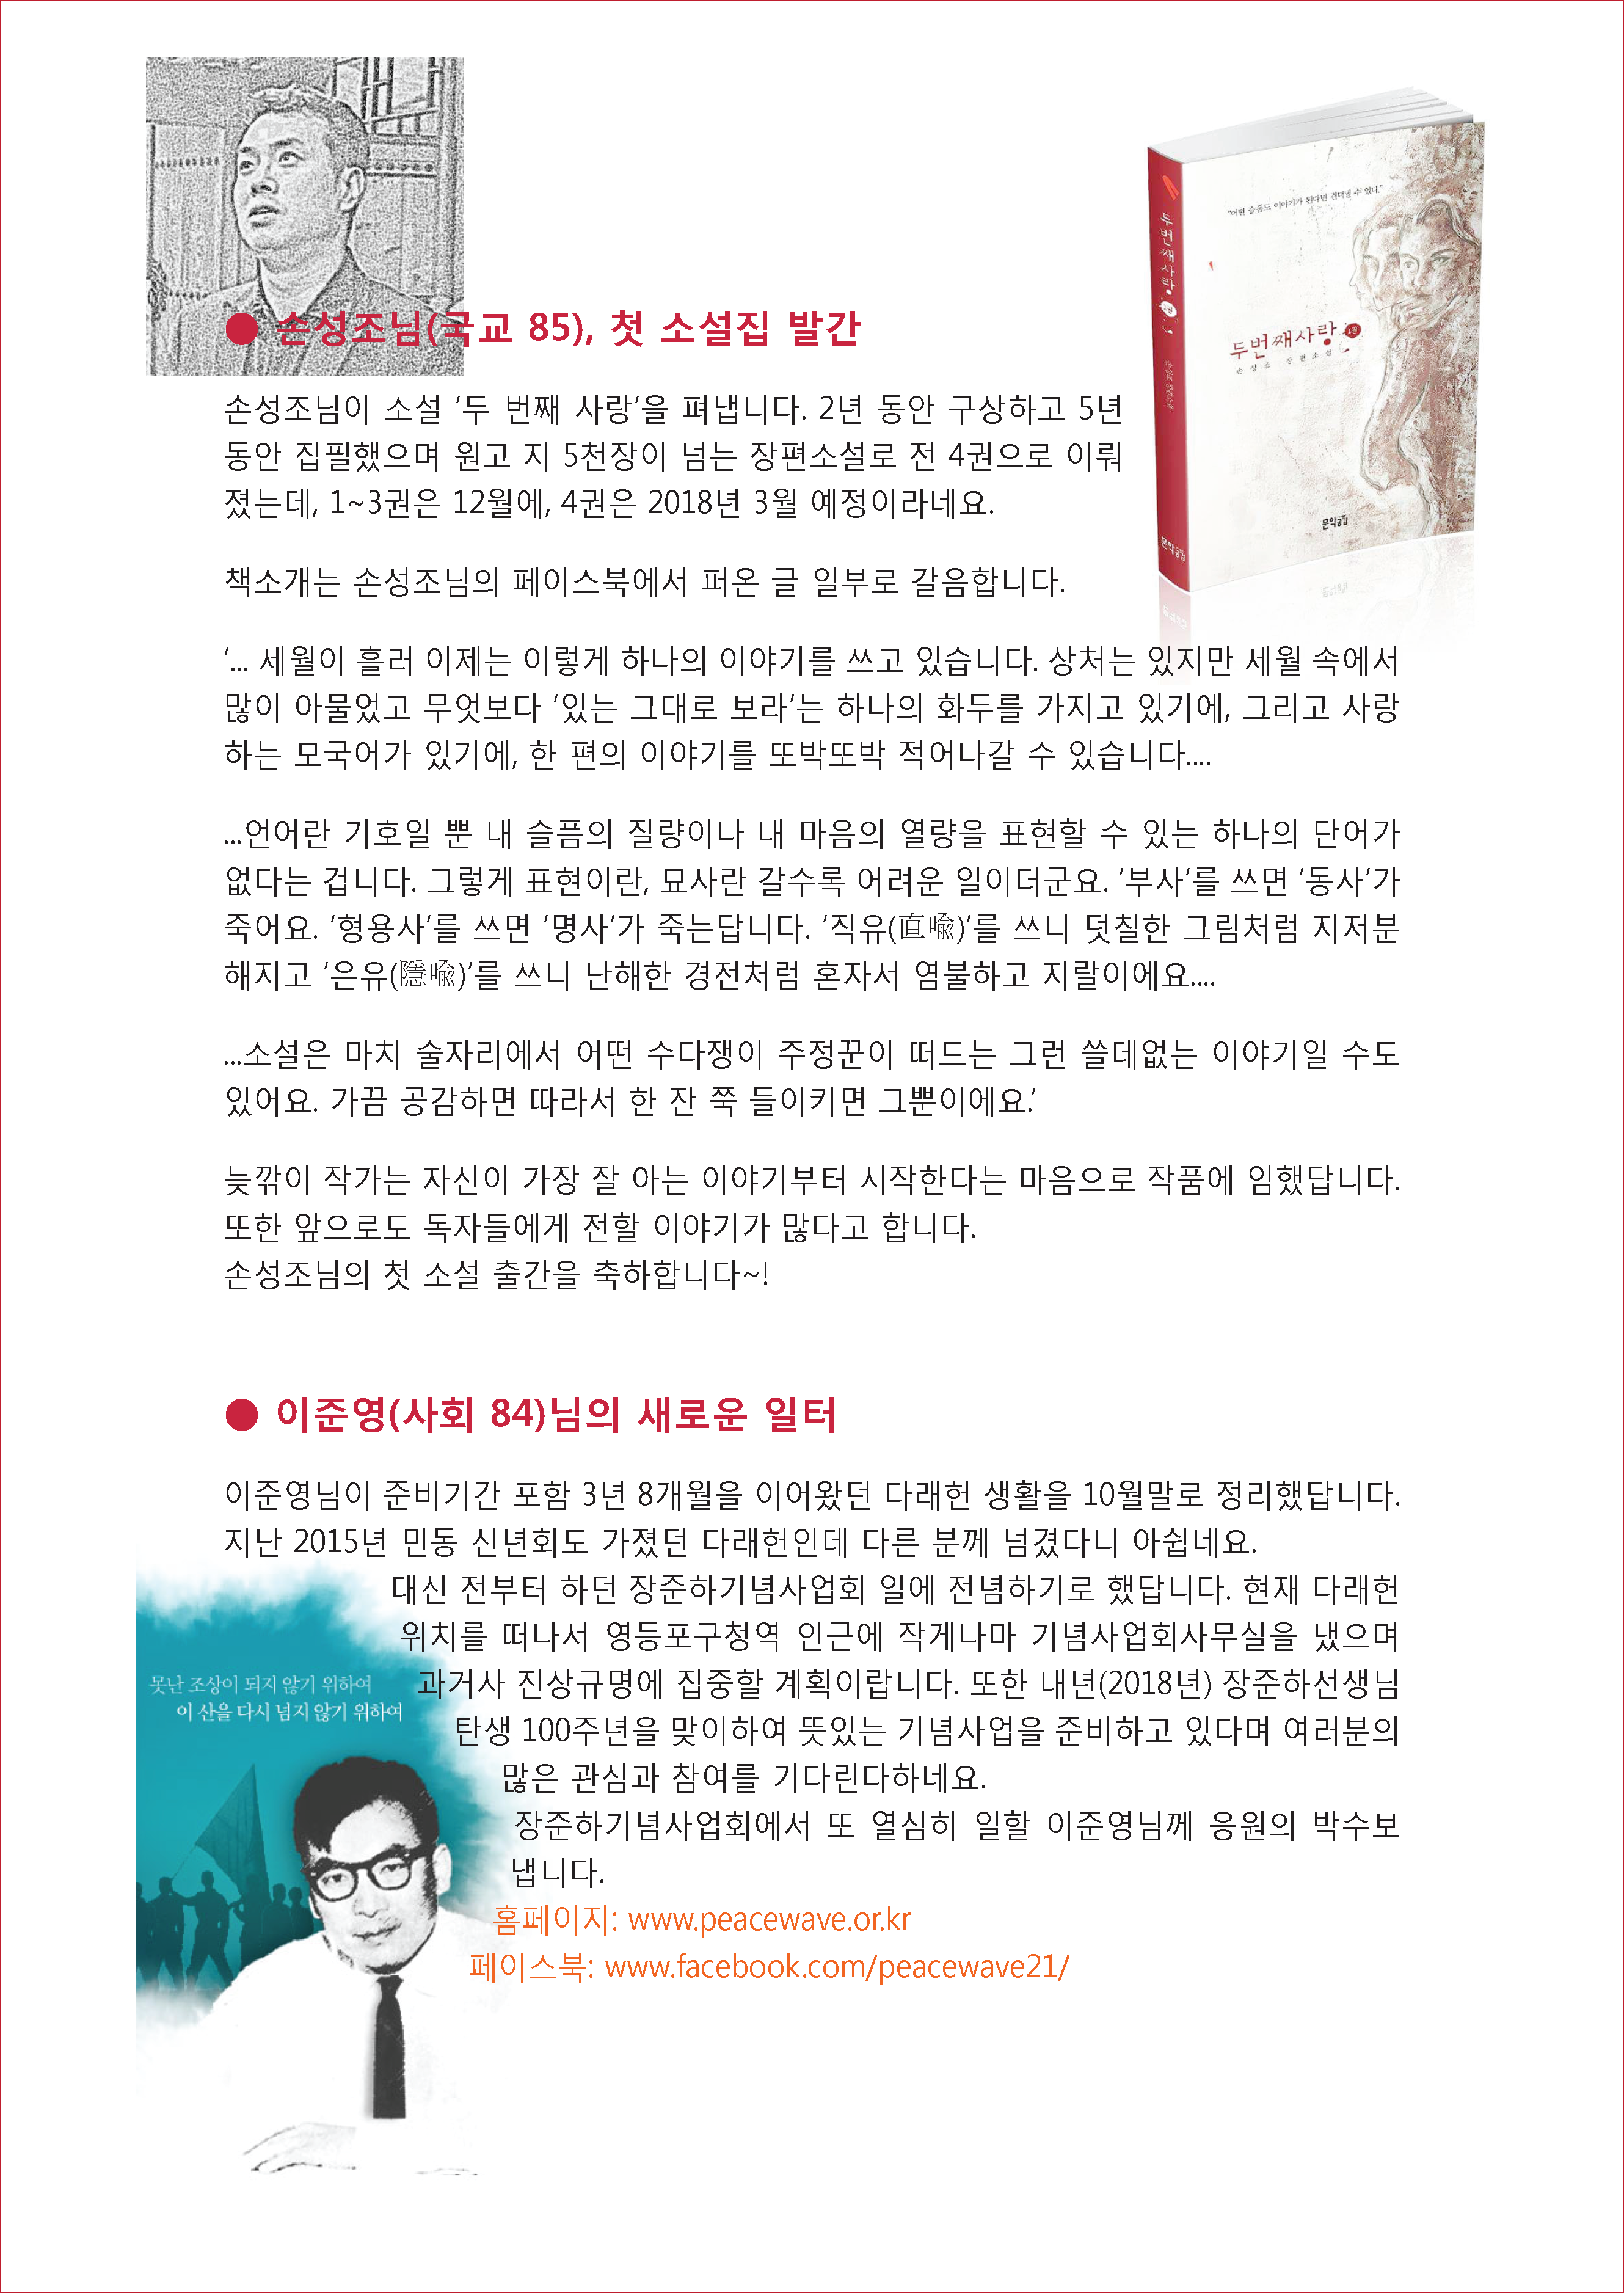 ● 손성조님(국교 85), 첫 소설집 발간
"어떤 슬픔도 이야기가 된다면 견뎌낼 수 있다."
두번째사랑 1권
손성조 장편소설
문학공감
두번째사랑 1권
손성조 장편소설
문학공감
손성조님이 소설 '두 번째 사랑'을 펴냅니다. 2년 동안 구상하고 5년
동안 집필했으며 원고 지 5천장이 넘는 장편소설로 전 4권으로 이뤄
졌는데, 1~3권은 12월에, 4권은 2018년 3월 예정이라네요.
책소개는 손성조님의 페이스북에서 퍼온 글 일부로 갈음합니다.
'... 세월이 흘러 이제는 이렇게 하나의 이야기를 쓰고 있습니다. 상처는 있지만 세월 속에서
많이 아물었고 무엇보다 '있는 그대로 보라'는 하나의 화두를 가지고 있기에, 그리고 사랑
하는 모국어가 있기에, 한 편의 이야기를 또박또박 적어나갈 수 있습니다....
...언어란 기호일 뿐 내 슬픔의 질량이나 내 마음의 열량을 표현할 수 있는 하나의 단어가
없다는 겁니다. 그렇게 표현이란, 묘사란 갈수록 어려운 일이더군요. '부사'를 쓰면 '동사'가
죽어요. '형용사'를 쓰면 '명사'가 죽는답니다. '직유(直喩)'를 쓰니 덧칠한 그림처럼 지저분
해지고 '은유(隱喩)'를 쓰니 난해한 경전처럼 혼자서 염불하고 지랄이에요....
...소설은 마치 술자리에서 어떤 수다쟁이 주정꾼이 떠드는 그런 쓸데없는 이야기일 수도
있어요. 가끔 공감하면 따라서 한 잔 쭉 들이키면 그뿐이에요.'
늦깎이 작가는 자신이 가장 잘 아는 이야기부터 시작한다는 마음으로 작품에 임했답니다.
또한 앞으로도 독자들에게 전할 이야기가 많다고 합니다.
손성조님의 첫 소설 출간을 축하합니다~!
● 이준영(사회 84)님의 새로운 일터
이준영님이 준비기간 포함 3년 8개월을 이어왔던 다래헌 생활을 10월말로 정리했답니다.
지난 2015년 민동 신년회도 가졌던 다래헌인데 다른 분께 넘겼다니 아쉽네요.
대신 전부터 하던 장준하기념사업회 일에 전념하기로 했답니다. 현재 다래헌
위치를 떠나서 영등포구청역 인근에 작게나마 기념사업회사무실을 냈으며
과거사 진상규명에 집중할 계획이랍니다. 또한 내년(2018년) 장준하선생님
탄생 100주년을 맞이하여 뜻있는 기념사업을 준비하고 있다며 여러분의
많은 관심과 참여를 기다린다하네요.
장준하기념사업회에서 또 열심히 일할 이준영님께 응원의 박수보
냅니다.
홈페이지: www.peacewave.or.kr
페이스북: www.facebook.com/peacewave21/
못난 조상이 되지 않기 위하여
이 산을 다시 넘지 않기 위하여